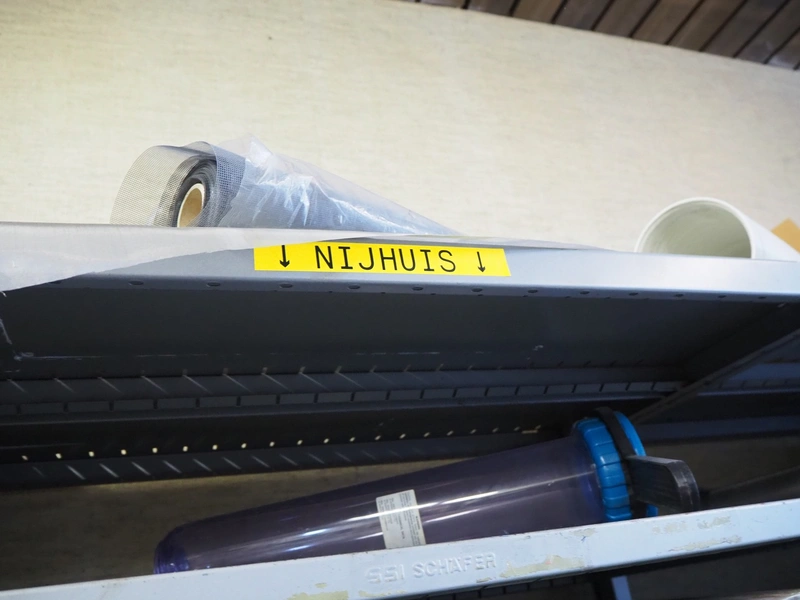 ↓ NIJHUIS ↓
SSI SCHÄFER